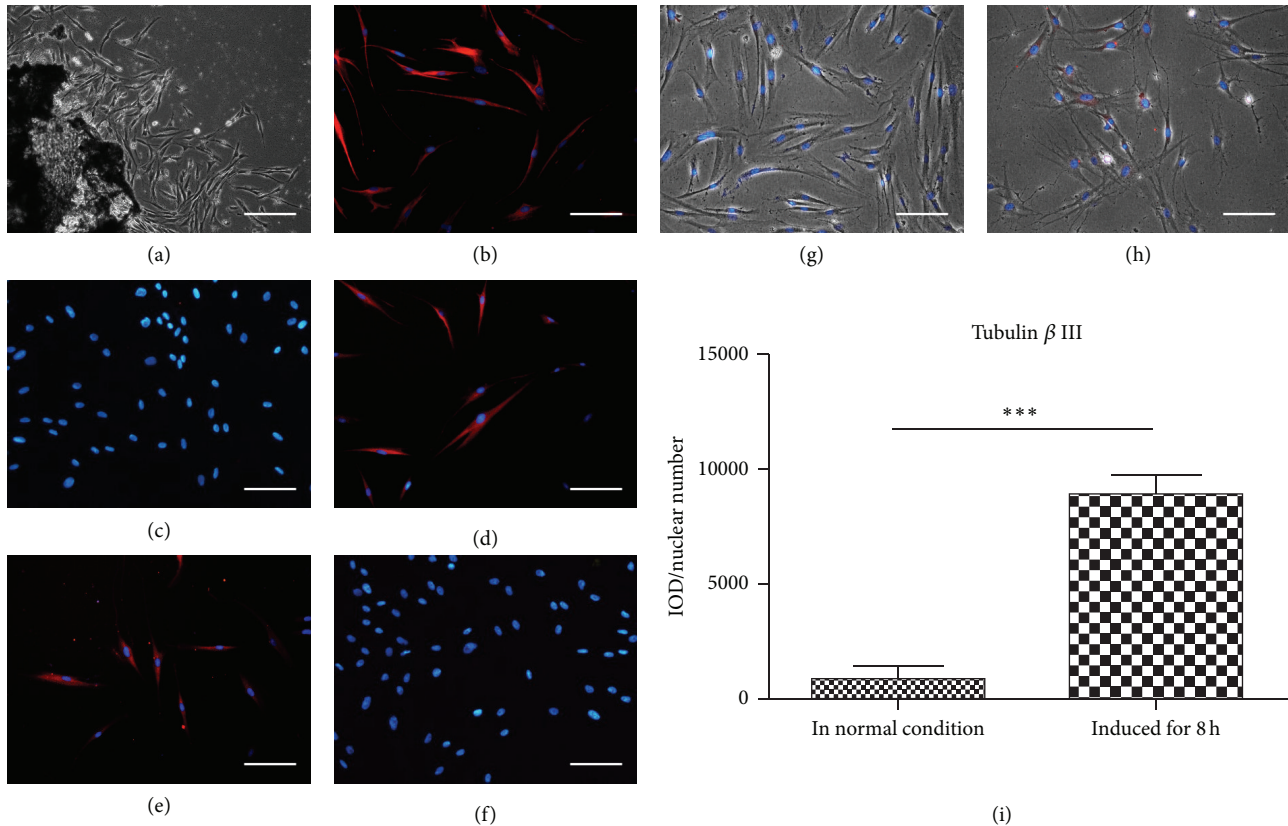 (a)
(b)
(g)
(h)
(c)
(d)
(e)
(f)
Tubulin β III
15000
10000
5000
0
IOD/nuclear number
***
In normal condition
Induced for 8 h
(i)